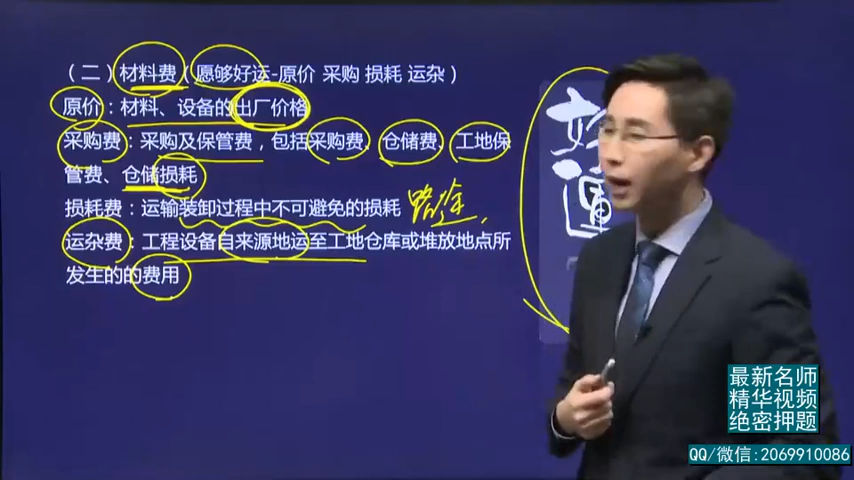 （二）材料费（愿够好运-原价 采购 损耗 运杂）
原价：材料、设备的出厂价格
采购费：采购及保管费，包括采购费、仓储费、工地保
管费、仓储损耗
损耗费：运输装卸过程中不可避免的损耗 路途
运杂费：工程设备自来源地运至工地仓库或堆放地点所
发生的的费用
好
運
最新名师
精华视频
绝密押题
QQ/微信:2069910086